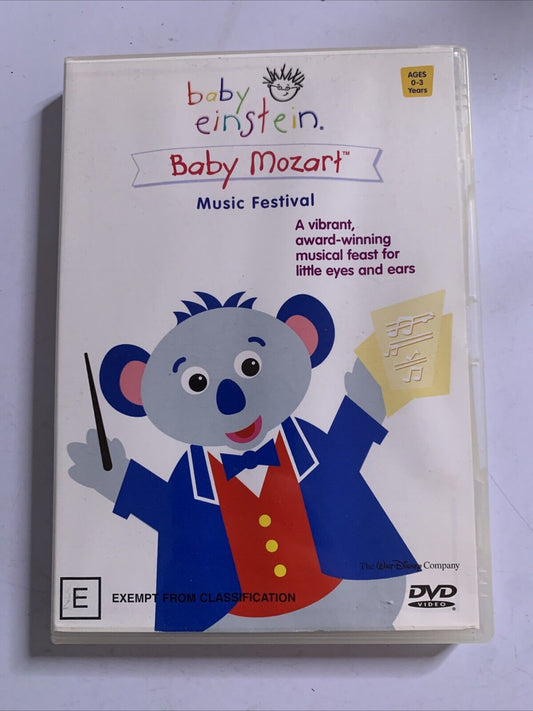 baby
einstein.
AGES
0-3
Years
Baby Mozart™
Music Festival
A vibrant,
award-winning
musical feast for
little eyes and ears
The Walt Disney Company
E
EXEMPT FROM CLASSIFICATION
DVD
VIDEO